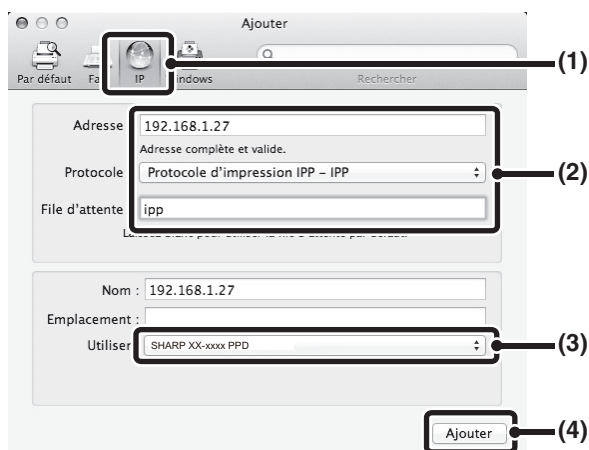 Ajouter
(1)
Par défaut
IP
Rechercher
Adresse 192.168.1.27
Adresse complète et valide.
(2)
Protocole Protocole d'impression IPP – IPP
File d'attente ipp
Nom : 192.168.1.27
Emplacement :
Utiliser SHARP XX-xxxx PPD
(3)
Ajouter
(4)